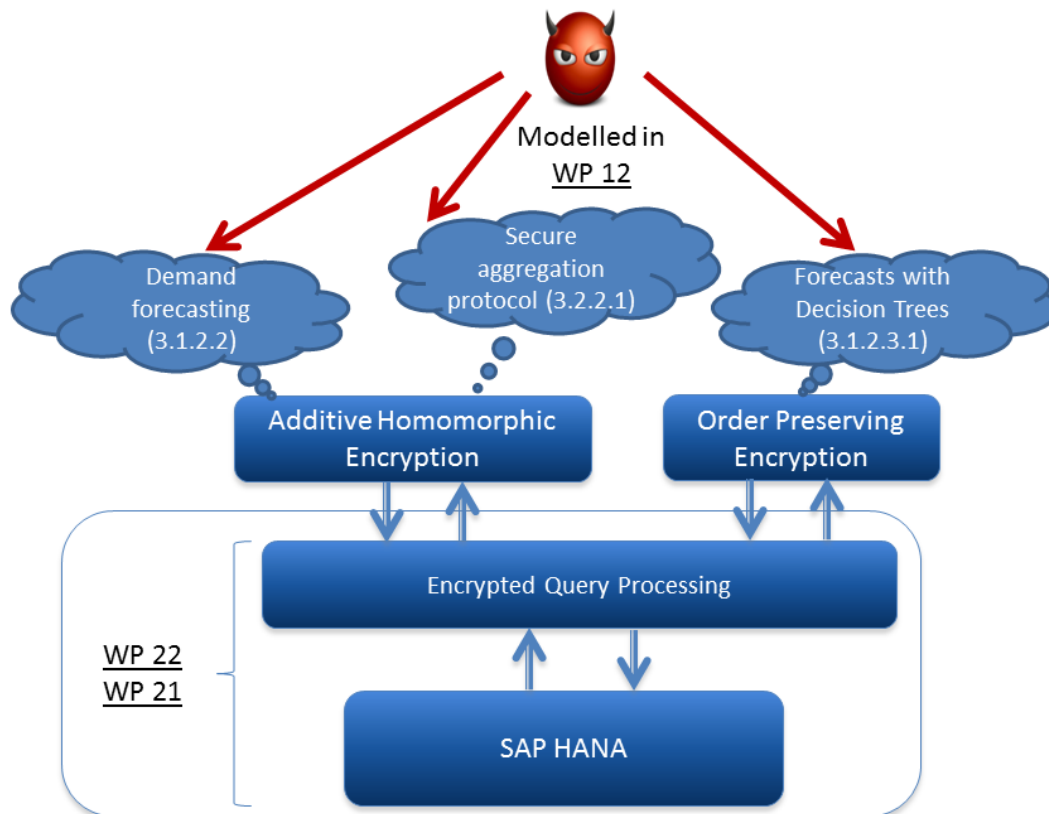 Modelled in
WP 12
Demand
forecasting
(3.1.2.2)
Secure
aggregation
protocol (3.2.2.1)
Forecasts with
Decision Trees
(3.1.2.3.1)
Additive Homomorphic
Encryption
Order Preserving
Encryption
Encrypted Query Processing
WP 22
WP 21
SAP HANA